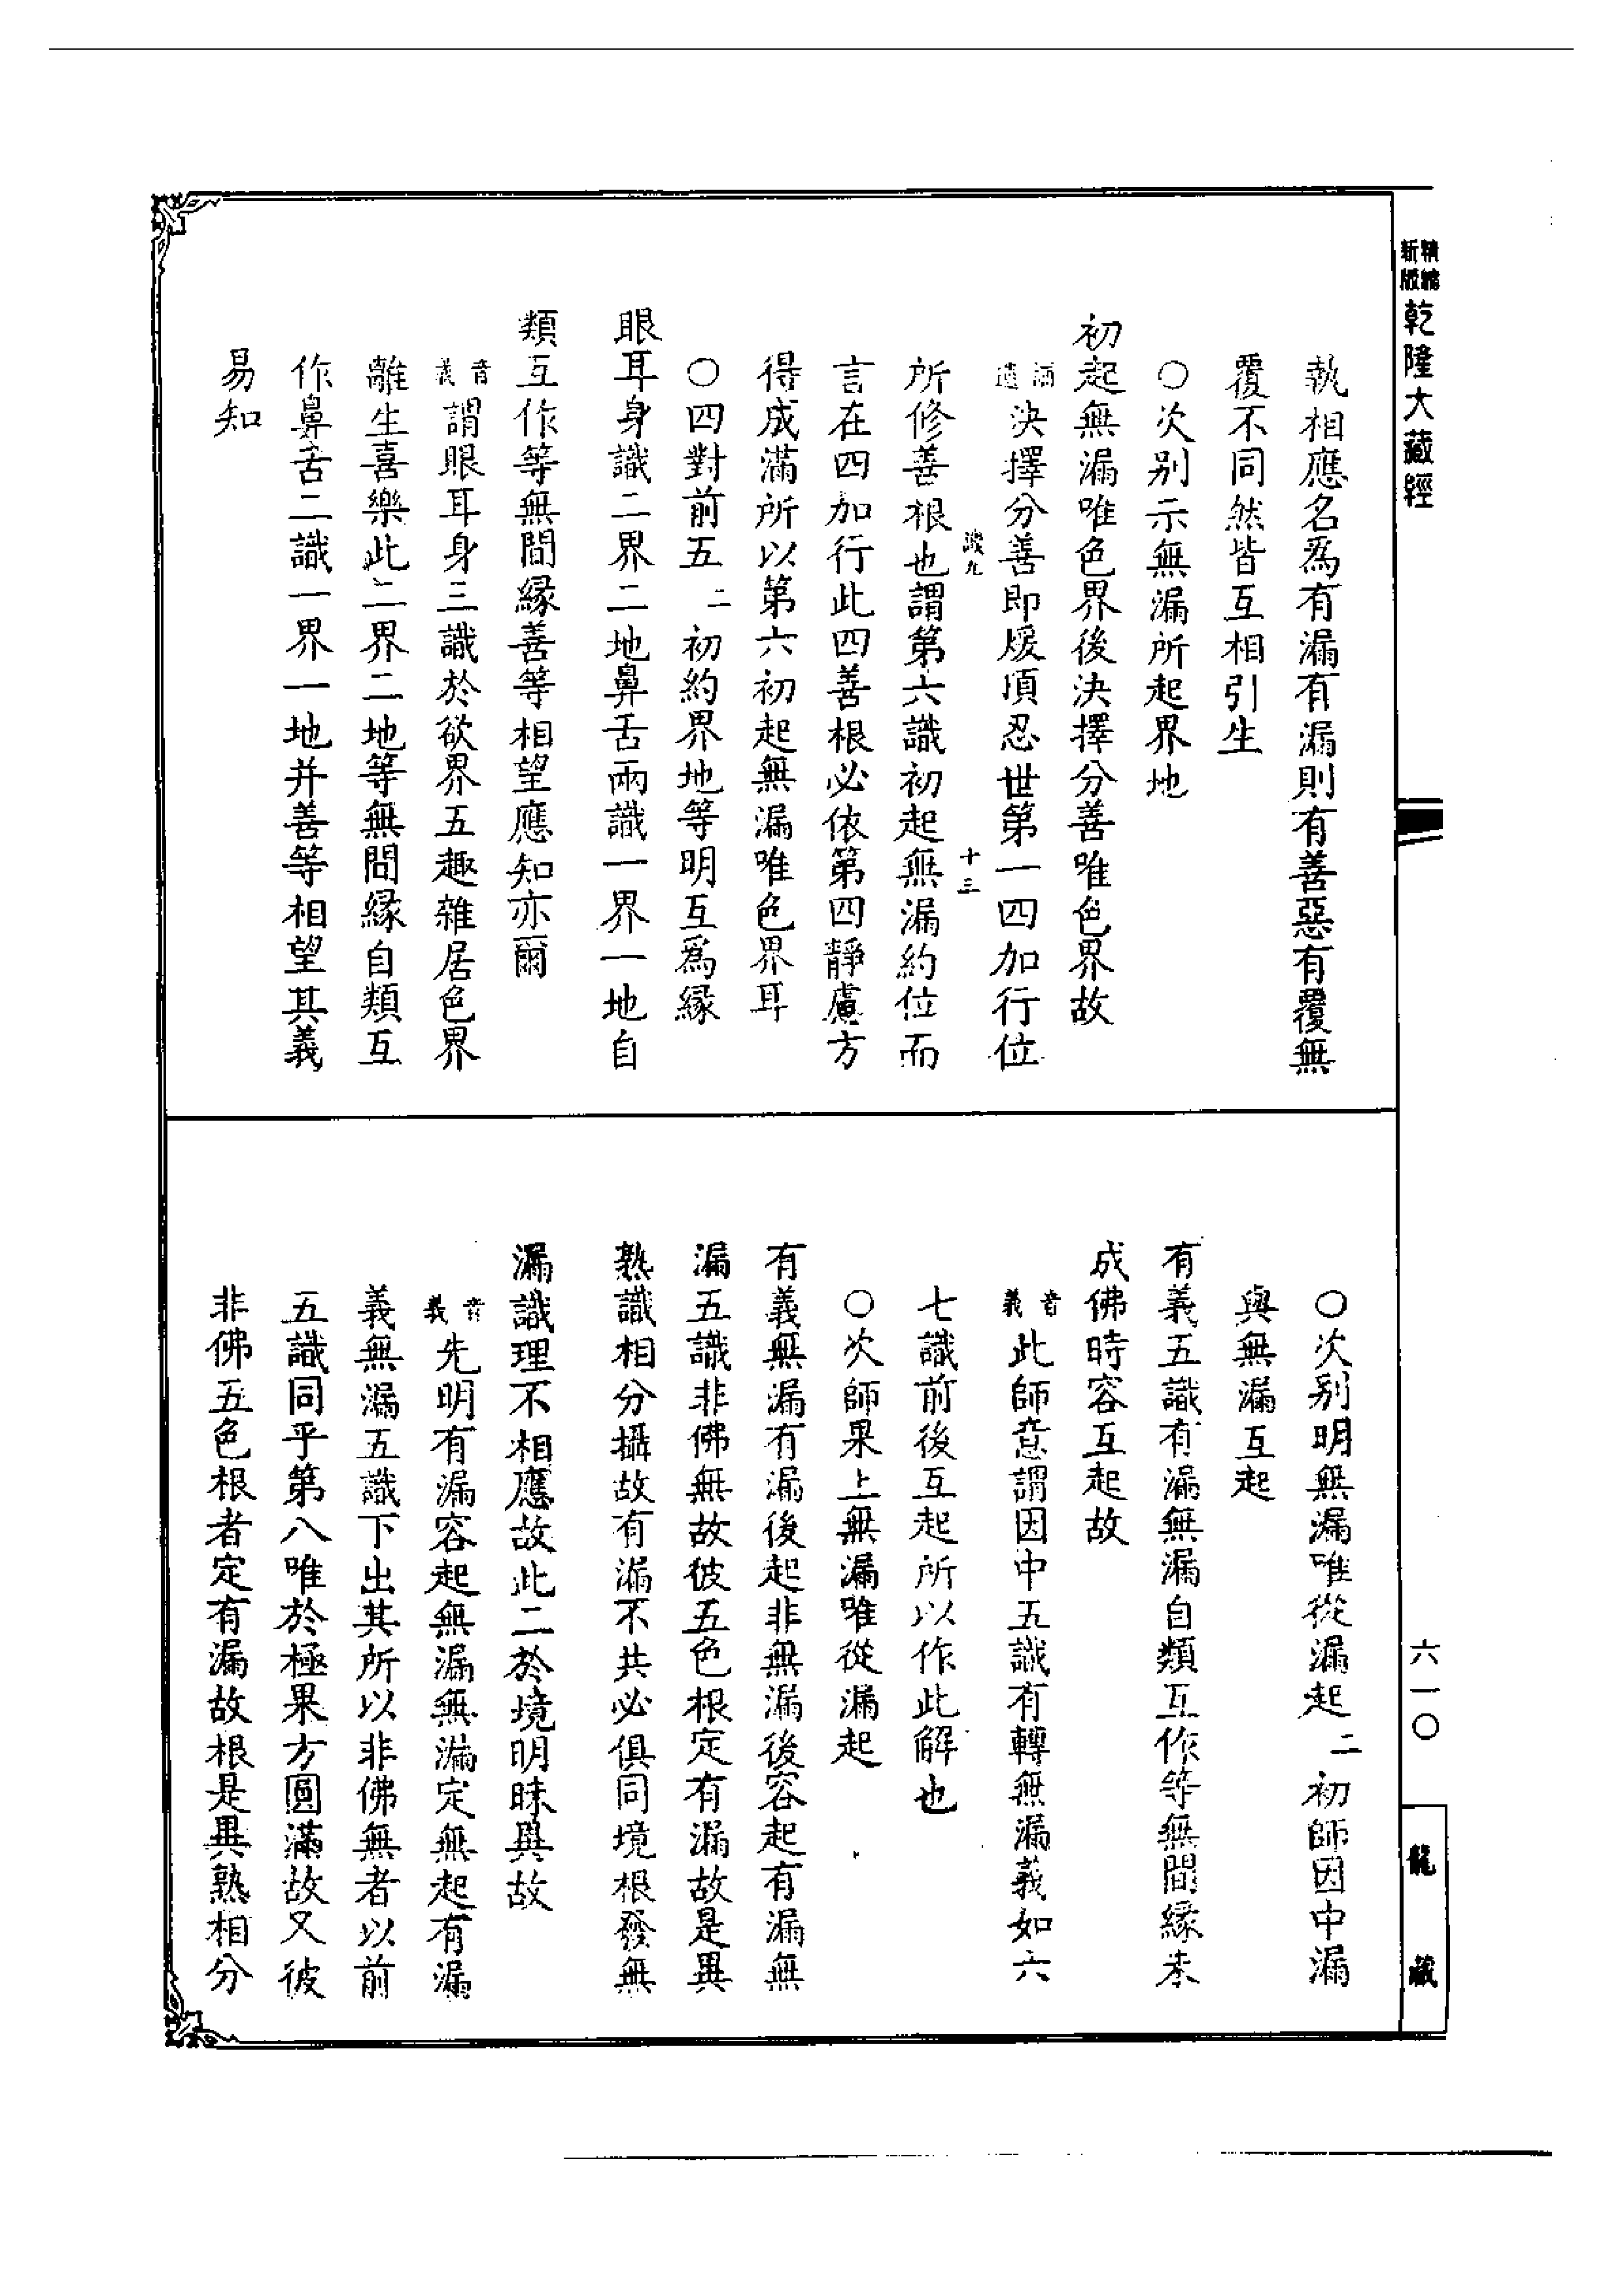 精縮新版乾隆大藏經
執相應名為有漏有漏則有善惡有覆無
覆不同然皆互相引生
○次別示無漏所起界地
初起無漏唯色界後決擇分善唯色界故
決擇分善即煖頂忍世第一四加行位
識九 十三
所修善根也謂第六識初起無漏約位而
言在四加行此四善根必依第四靜慮方
得成滿所以第六初起無漏唯色界耳
○四對前五二初約界地等明互為緣
眼耳身識二界二地鼻舌兩識一界一地自
類互作等無間緣善等相望應知亦爾
音義謂眼耳身三識於欲界五趣雜居色界
離生喜樂此二界二地等無間緣自類互
作鼻舌二識一界一地并善等相望其義
易知
○次別明無漏唯從漏起二初師因中漏
與無漏互起
有義五識有漏無漏自類互作等無間緣未
成佛時容互起故
音義此師意謂因中五識有轉無漏義如六
七識前後互起所以作此解也
○次師果上無漏唯從漏起
有義無漏有漏後起非無漏後容起有漏無
漏五識非佛無故彼五色根定有漏故是異
熟識相分攝故有漏不共必俱同境根發無
漏識理不相應故此二於境明昧異故
音義先明有漏容起無漏無漏定無起有漏
義無漏五識下出其所以非佛無者以前
五識同乎第八唯於極果方圓滿故又彼
非佛五色根者定有漏故根是異熟相分
六一〇
龍藏